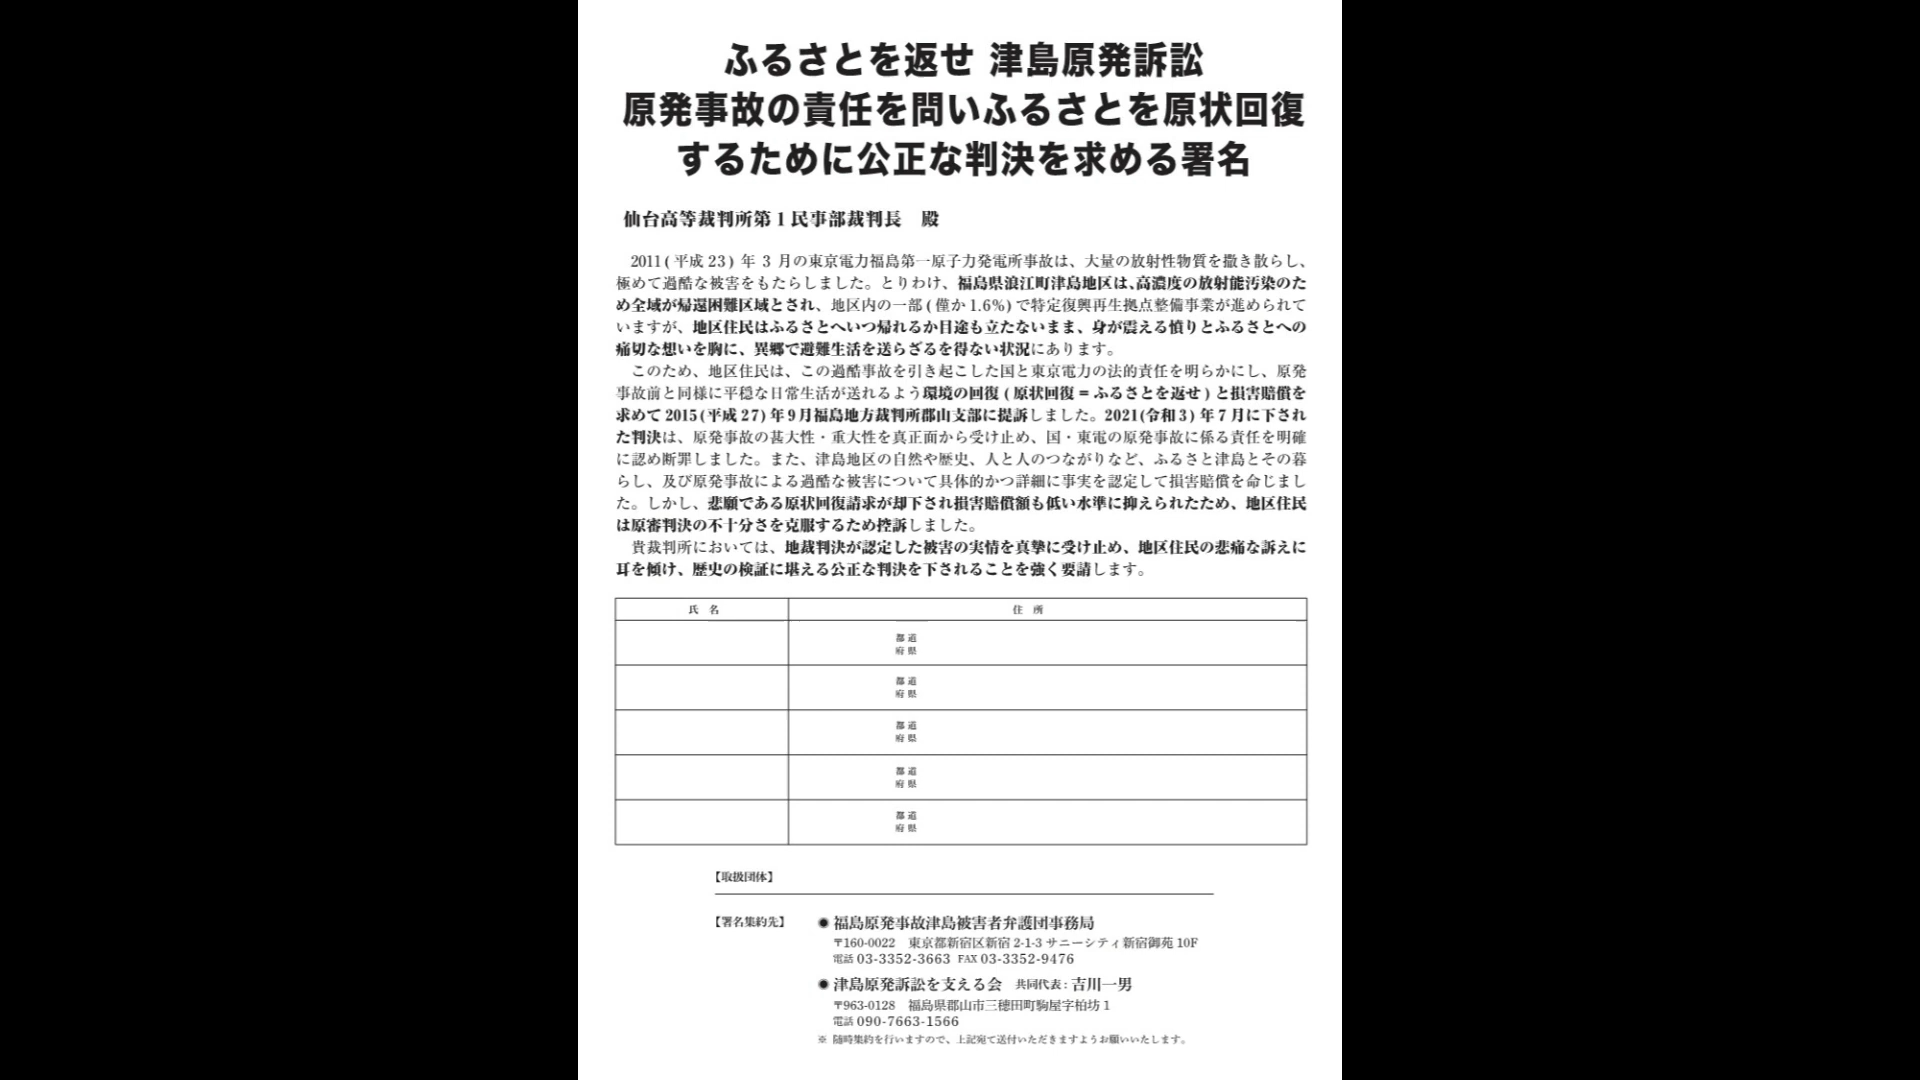 ふるさとを返せ 津島原発訴訟
原発事故の責任を問いふるさとを原状回復
するために公正な判決を求める署名
仙台高等裁判所第1民事部裁判長　殿
2011(平成23) 年 3 月の東京電力福島第一原子力発電所事故は、大量の放射性物質を撒き散らし、
極めて過酷な被害をもたらしました。とりわけ、福島県浪江町津島地区は、高濃度の放射能汚染のた
め全域が帰還困難区域とされ、地区内の一部(僅か1.6%)で特定復興再生拠点整備事業が進められて
いますが、地区住民はふるさとへいつ帰れるか目途も立たないまま、身が震える憤りとふるさとへの
痛切な想いを胸に、異郷で避難生活を送らざるを得ない状況にあります。
このため、地区住民は、この過酷事故を引き起こした国と東京電力の法的責任を明らかにし、原発
事故前と同様に平穏な日常生活が送れるよう環境の回復(原状回復=ふるさとを返せ)と損害賠償を
求めて2015(平成27)年9月福島地方裁判所郡山支部に提訴しました。2021(令和3)年7月に下され
た判決は、原発事故の甚大性・重大性を真正面から受け止め、国・東電の原発事故に係る責任を明確
に認め断罪しました。また、津島地区の自然や歴史、人と人のつながりなど、ふるさと津島とその暮
らし、及び原発事故による過酷な被害について具体的かつ詳細に事実を認定して損害賠償を命じまし
た。しかし、悲願である原状回復請求が却下され損害賠償額も低い水準に抑えられたため、地区住民
は原審判決の不十分さを克服するため控訴しました。
貴裁判所においては、地裁判決が認定した被害の実情を真摯に受け止め、地区住民の悲痛な訴えに
耳を傾け、歴史の検証に堪える公正な判決を下されることを強く要請します。
氏 名　住 所
都道
府県
都道
府県
都道
府県
都道
府県
都道
府県
【取扱団体】
【署名集約先】 ●福島原発事故津島被害者弁護団事務局
〒160-0022　東京都新宿区新宿2-1-3サニーシティ新宿御苑10F
電話03-3352-3663 FAX 03-3352-9476
●津島原発訴訟を支える会　共同代表:吉川一男
〒963-0128　福島県郡山市三穂田町駒屋字柏坊1
電話090-7663-1566
※ 随時集約を行いますので、上記宛て送付いただきますようお願いいたします。